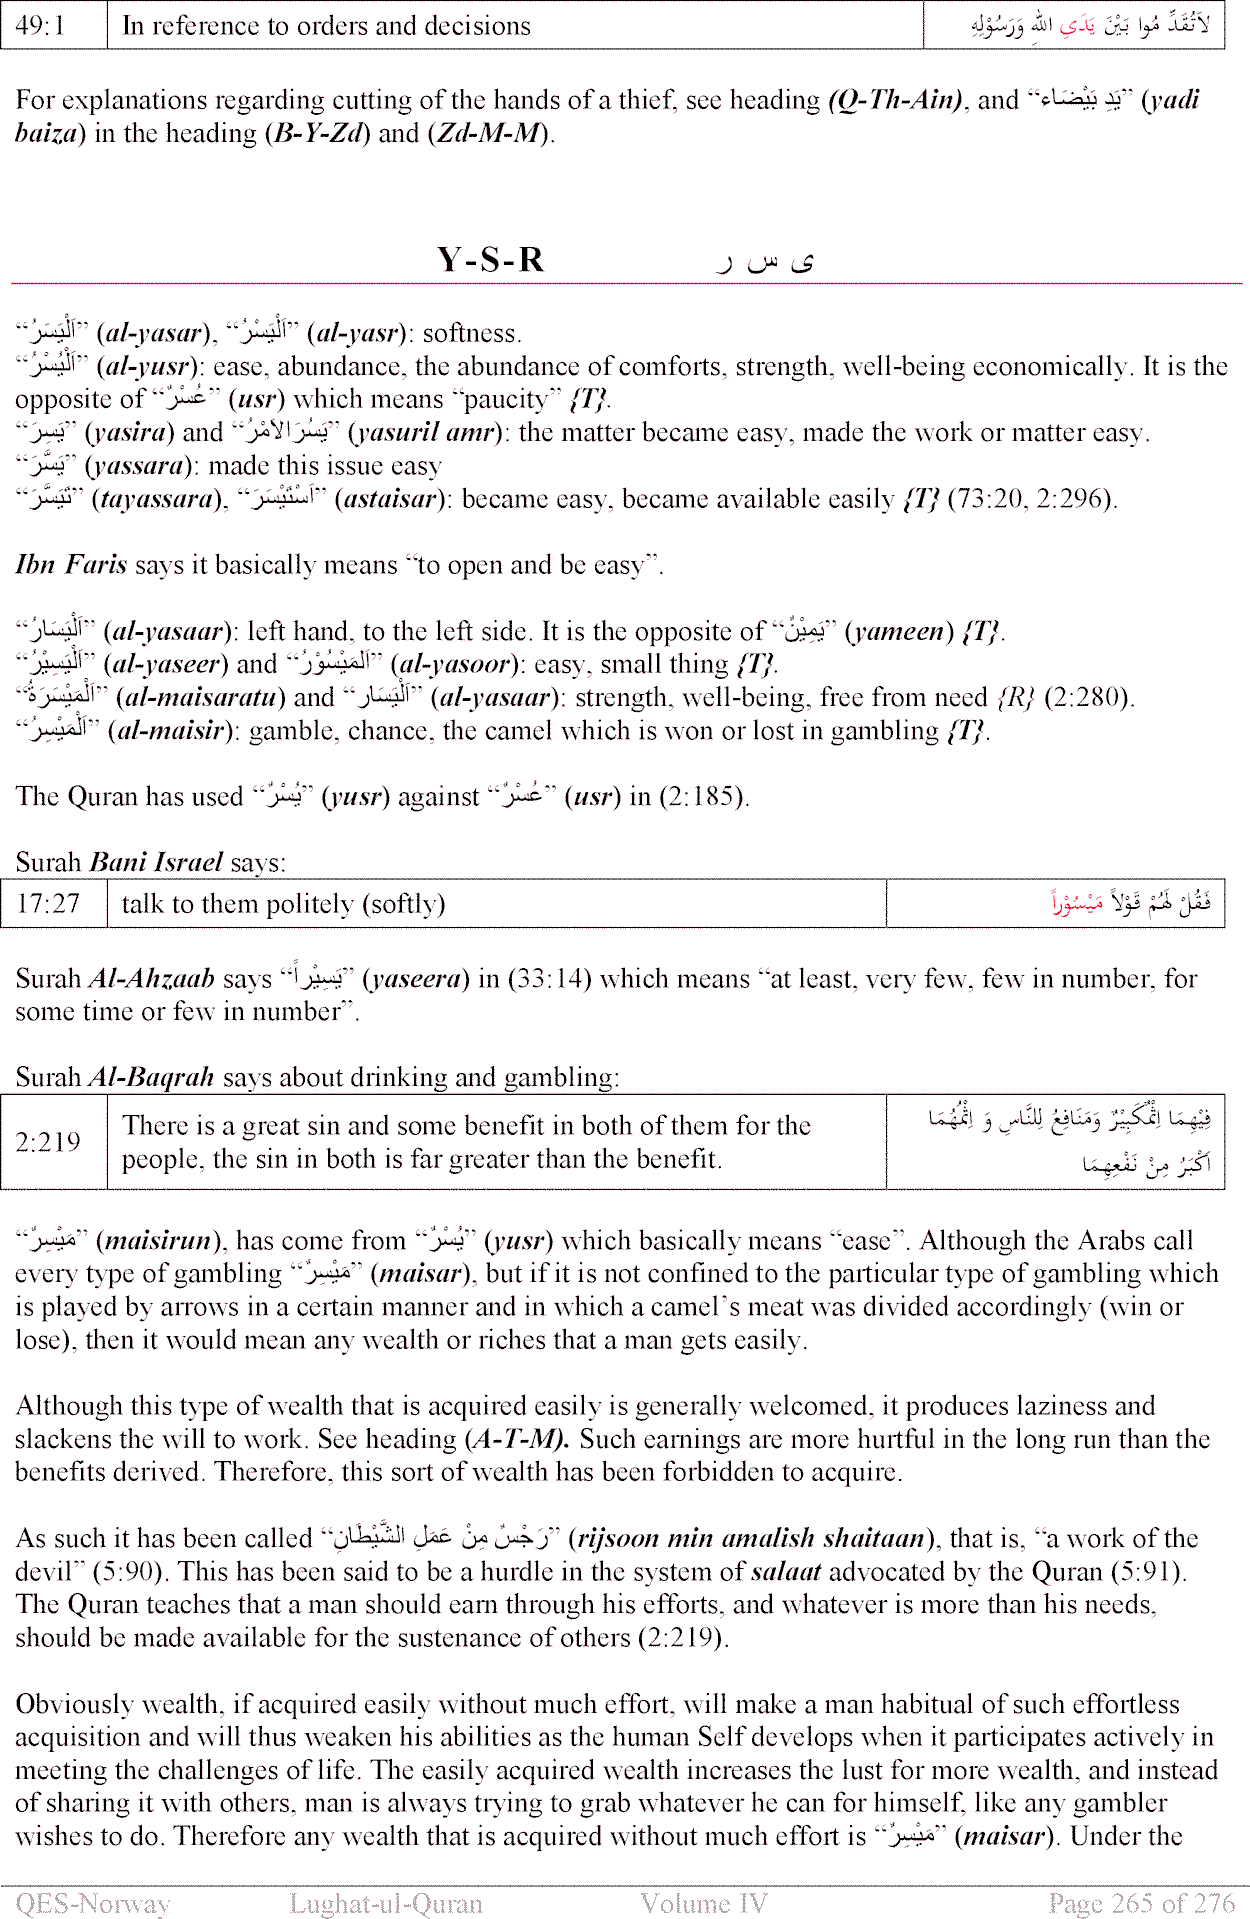 49:1 In reference to orders and decisions لاَتُقَدِّ مُوا بَيْنَ يَدَيِ اللهِ وَرَسُوْلِهِ
For explanations regarding cutting of the hands of a thief, see heading (Q-Th-Ain), and “يَدِ بَيْضَاء” (yadi
baiza) in the heading (B-Y-Zd) and (Zd-M-M).
Y-S-R ى س ر
“اَلْيَسَرُ” (al-yasar), “اَلْيَسْرُ” (al-yasr): softness.
“اَلْيُسْرُ” (al-yusr): ease, abundance, the abundance of comforts, strength, well-being economically. It is the
opposite of “عُسْرٌ” (usr) which means “paucity” {T}.
“يَسِرَ” (yasira) and “يَسُرَ الاَمْرُ” (yasuril amr): the matter became easy, made the work or matter easy.
“يَسَّرَ” (yassara): made this issue easy
“تَيَسَّرَ” (tayassara), “اَسْتَيْسَرَ” (astaisar): became easy, became available easily {T} (73:20, 2:296).
Ibn Faris says it basically means “to open and be easy”.
“اَلْيَسَارُ” (al-yasaar): left hand, to the left side. It is the opposite of “يَمِيْنٌ” (yameen) {T}.
“اَلْيَسِيْرُ” (al-yaseer) and “اَلمَيْسُوْرُ” (al-yasoor): easy, small thing {T}.
“اَلْمَيْسَرَةُ” (al-maisaratu) and “اَلْيَسَار” (al-yasaar): strength, well-being, free from need {R} (2:280).
“اَلْمَيْسِرُ” (al-maisir): gamble, chance, the camel which is won or lost in gambling {T}.
The Quran has used “يُسْرٌ” (yusr) against “عُسْرٌ” (usr) in (2:185).
Surah Bani Israel says:
17:27 talk to them politely (softly) فَقُلْ لَهُمْ قَوْلاً مَيْسُوْراً
Surah Al-Ahzaab says “يَسِيْراً” (yaseera) in (33:14) which means “at least, very few, few in number, for
some time or few in number”.
Surah Al-Baqrah says about drinking and gambling:
2:219 There is a great sin and some benefit in both of them for the فِيْهِمَا اِثْمٌكَبِيْرٌ وَمَنَافِعُ لِلنَّاسِ وَ اِثْمُهُمَا
people, the sin in both is far greater than the benefit. اَكْبَرُ مِنْ نَفْعِهِمَا
“مَيْسِرٌ” (maisirun), has come from “يُسْرٌ” (yusr) which basically means “ease”. Although the Arabs call
every type of gambling “مَيْسِرٌ” (maisar), but if it is not confined to the particular type of gambling which
is played by arrows in a certain manner and in which a camel’s meat was divided accordingly (win or
lose), then it would mean any wealth or riches that a man gets easily.
Although this type of wealth that is acquired easily is generally welcomed, it produces laziness and
slackens the will to work. See heading (A-T-M). Such earnings are more hurtful in the long run than the
benefits derived. Therefore, this sort of wealth has been forbidden to acquire.
As such it has been called “رَجْسٌ مِنْ عَمَلِ الشَّيْطَانِ” (rijsoon min amalish shaitaan), that is, “a work of the
devil” (5:90). This has been said to be a hurdle in the system of salaat advocated by the Quran (5:91).
The Quran teaches that a man should earn through his efforts, and whatever is more than his needs,
should be made available for the sustenance of others (2:219).
Obviously wealth, if acquired easily without much effort, will make a man habitual of such effortless
acquisition and will thus weaken his abilities as the human Self develops when it participates actively in
meeting the challenges of life. The easily acquired wealth increases the lust for more wealth, and instead
of sharing it with others, man is always trying to grab whatever he can for himself, like any gambler
wishes to do. Therefore any wealth that is acquired without much effort is “مَيْسِرٌ” (maisar). Under the
QES-Norway Lughat-ul-Quran Volume IV Page 265 of 276